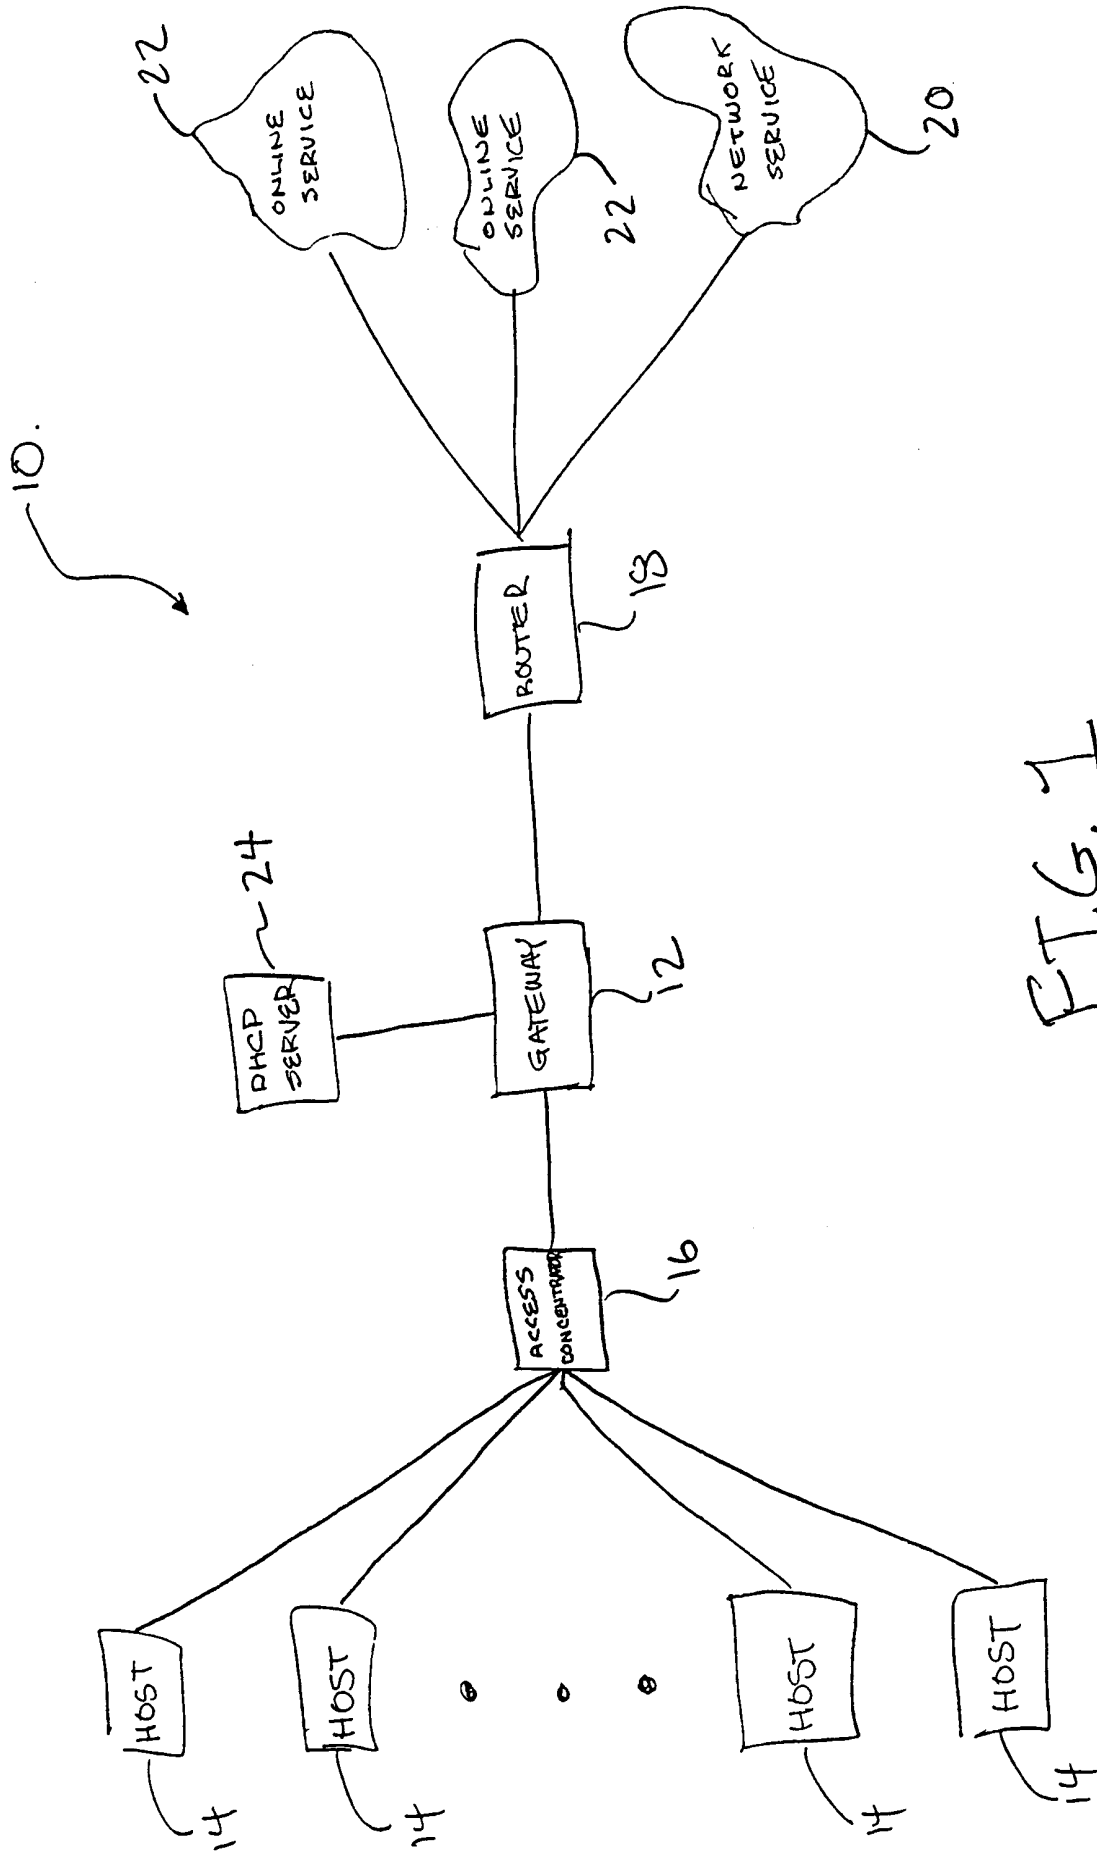 10.
22
ONLINE
SERVICE
ONLINE
SERVICE
22
NETWORK
SERVICE
20
ROUTER
18
DHCP
SERVER
24
GATEWAY
12
ACCESS
CONCENTRATOR
16
HOST
14
HOST
14
HOST
14
HOST
14
FIG. 1